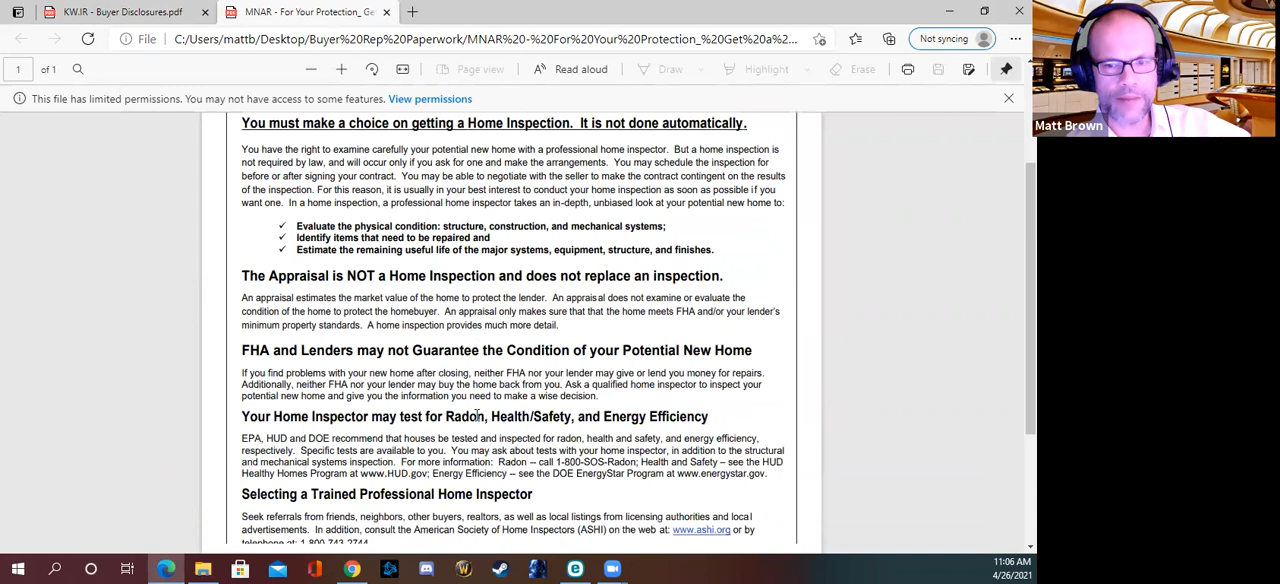 KW.IR - Buyer Disclosures.pdf
MNAR - For Your Protection_ Ge
File
C:/Users/mattb/Desktop/Buyer%20Rep%20Paperwork/MNAR%20-%20For%20Your%20Protection_%20Get%20a%2...
Not syncing
1 of 1
Page view
Read aloud
Draw
Highlight
Erase
This file has limited permissions. You may not have access to some features. View permissions
Matt Brown
You must make a choice on getting a Home Inspection. It is not done automatically.
You have the right to examine carefully your potential new home with a professional home inspector. But a home inspection is
not required by law, and will occur only if you ask for one and make the arrangements. You may schedule the inspection for
before or after signing your contract. You may be able to negotiate with the seller to make the contract contingent on the results
of the inspection. For this reason, it is usually in your best interest to conduct your home inspection as soon as possible if you
want one. In a home inspection, a professional home inspector takes an in-depth, unbiased look at your potential new home to:
✓ Evaluate the physical condition: structure, construction, and mechanical systems;
✓ Identify items that need to be repaired and
✓ Estimate the remaining useful life of the major systems, equipment, structure, and finishes.
The Appraisal is NOT a Home Inspection and does not replace an inspection.
An appraisal estimates the market value of the home to protect the lender. An appraisal does not examine or evaluate the
condition of the home to protect the homebuyer. An appraisal only makes sure that that the home meets FHA and/or your lender's
minimum property standards. A home inspection provides much more detail.
FHA and Lenders may not Guarantee the Condition of your Potential New Home
If you find problems with your new home after closing, neither FHA nor your lender may give or lend you money for repairs.
Additionally, neither FHA nor your lender may buy the home back from you. Ask a qualified home inspector to inspect your
potential new home and give you the information you need to make a wise decision.
Your Home Inspector may test for Radon, Health/Safety, and Energy Efficiency
EPA, HUD and DOE recommend that houses be tested and inspected for radon, health and safety, and energy efficiency,
respectively. Specific tests are available to you. You may ask about tests with your home inspector, in addition to the structural
and mechanical systems inspection. For more information: Radon -- call 1-800-SOS-Radon; Health and Safety – see the HUD
Healthy Homes Program at www.HUD.gov; Energy Efficiency -- see the DOE EnergyStar Program at www.energystar.gov.
Selecting a Trained Professional Home Inspector
Seek referrals from friends, neighbors, other buyers, realtors, as well as local listings from licensing authorities and local
advertisements. In addition, consult the American Society of Home Inspectors (ASHI) on the web at: www.ashi.org or by
telephone at: 1-800-743-2744
11:06 AM
4/26/2021